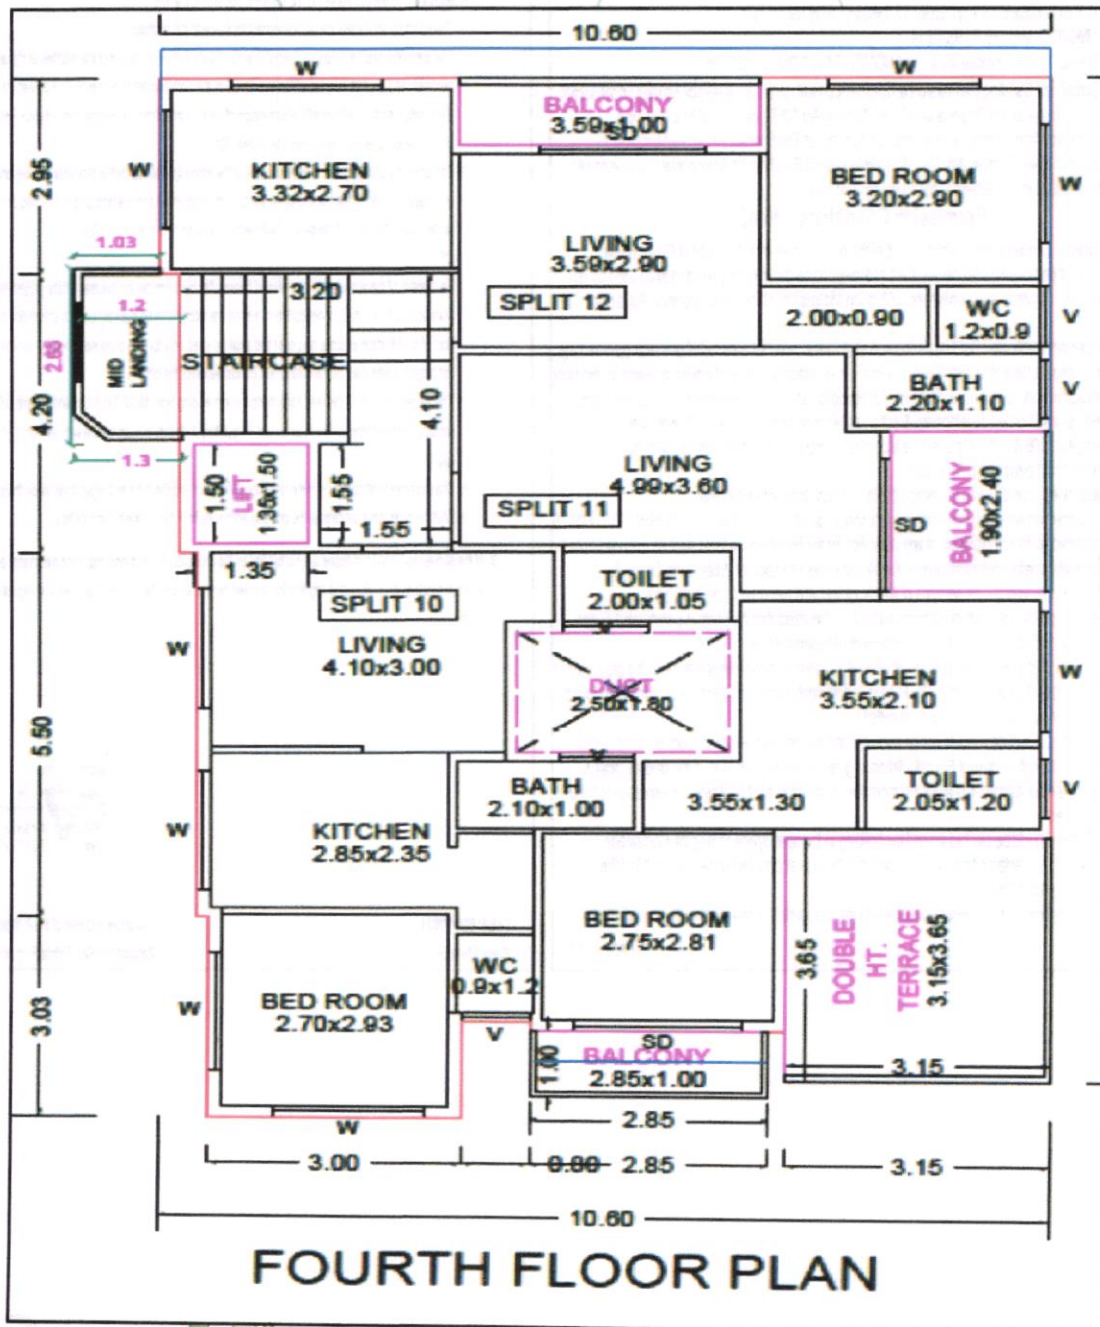 10.60
W
W
BALCONY
3.59x1.00
SD
KITCHEN
3.32x2.70
BED ROOM
3.20x2.90
W
W
2.95
1.03
LIVING
3.59x2.90
SPLIT 12
3.20
1.2
2.00x0.90
WC
1.2x0.9
V
MID
LANDING
STAIRCASE
2.65
4.20
4.10
BATH
2.20x1.10
V
1.3
1.50
LIFT
1.35x1.50
1.55
1.55
LIVING
4.99x3.60
SPLIT 11
SD
BALCONY
1.90x2.40
1.35
SPLIT 10
TOILET
2.00x1.05
V
W
LIVING
4.10x3.00
DUCT
2.50x1.80
KITCHEN
3.55x2.10
W
5.50
V
BATH
2.10x1.00
3.55x1.30
TOILET
2.05x1.20
V
W
KITCHEN
2.85x2.35
BED ROOM
2.75x2.81
3.65
DOUBLE
HT.
TERRACE
3.15x3.65
WC
0.9x1.2
W
BED ROOM
2.70x2.93
3.03
V
SD
BALCONY
2.85x1.00
1.00
3.15
W
2.85
3.00
0.80
2.85
3.15
10.60
FOURTH FLOOR PLAN